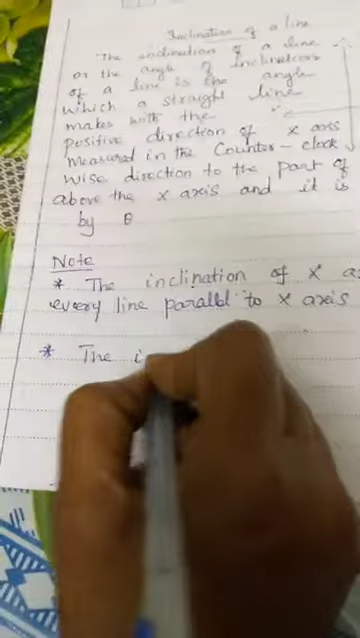 Inclination of a line
The inclination of a line
or the angle of inclination
of a line is the angle
which a straight line
makes with the
positive direction of x axis
measured in the Counter-clock
wise direction to the part of
above the x axis and it is
by θ
Note
* The inclination of X a
every line parallel to X axis
* The i